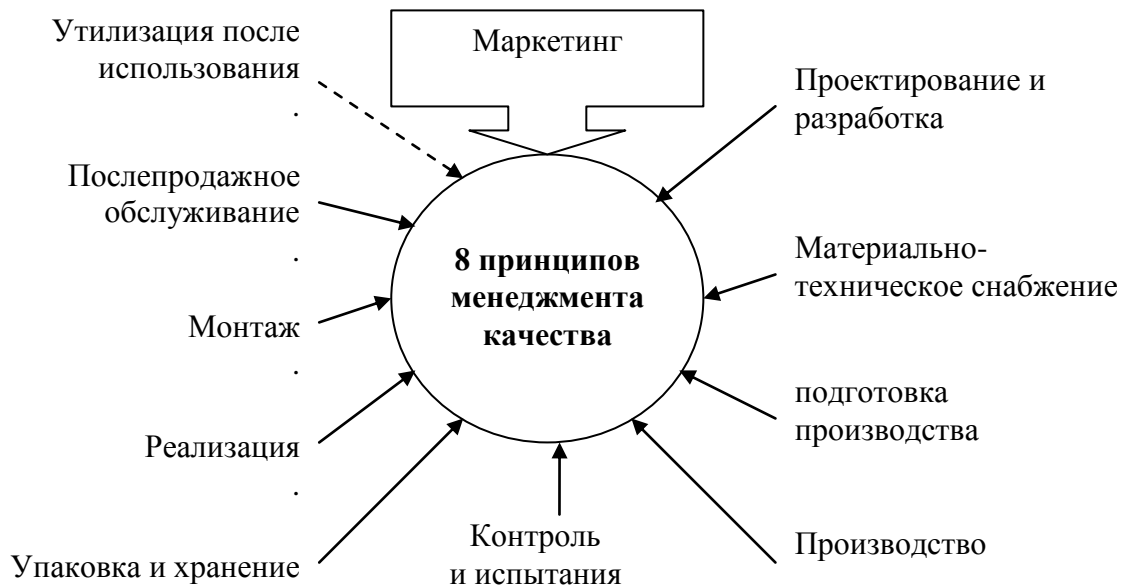 Маркетинг
Проектирование и
разработка
Материально-
техническое снабжение
подготовка
производства
Производство
Контроль
и испытания
Упаковка и хранение
.
Реализация
.
Монтаж
.
Послепродажное
обслуживание
.
Утилизация после
использования
8 принципов
менеджмента
качества